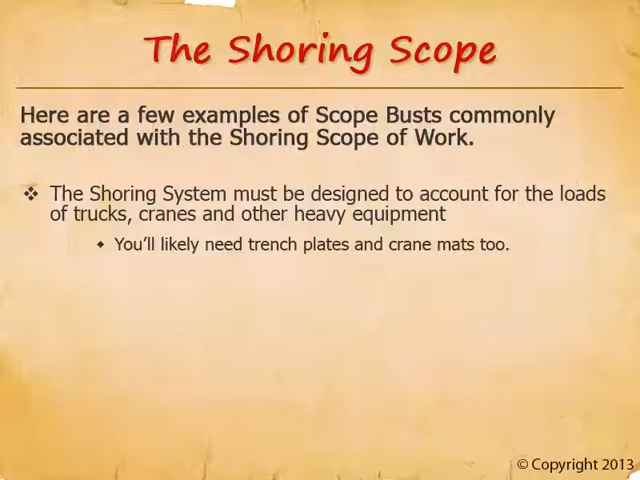 The Shoring Scope
Here are a few examples of Scope Busts commonly
associated with the Shoring Scope of Work.
The Shoring System must be designed to account for the loads
of trucks, cranes and other heavy equipment
You'll likely need trench plates and crane mats too.
© Copyright 2013